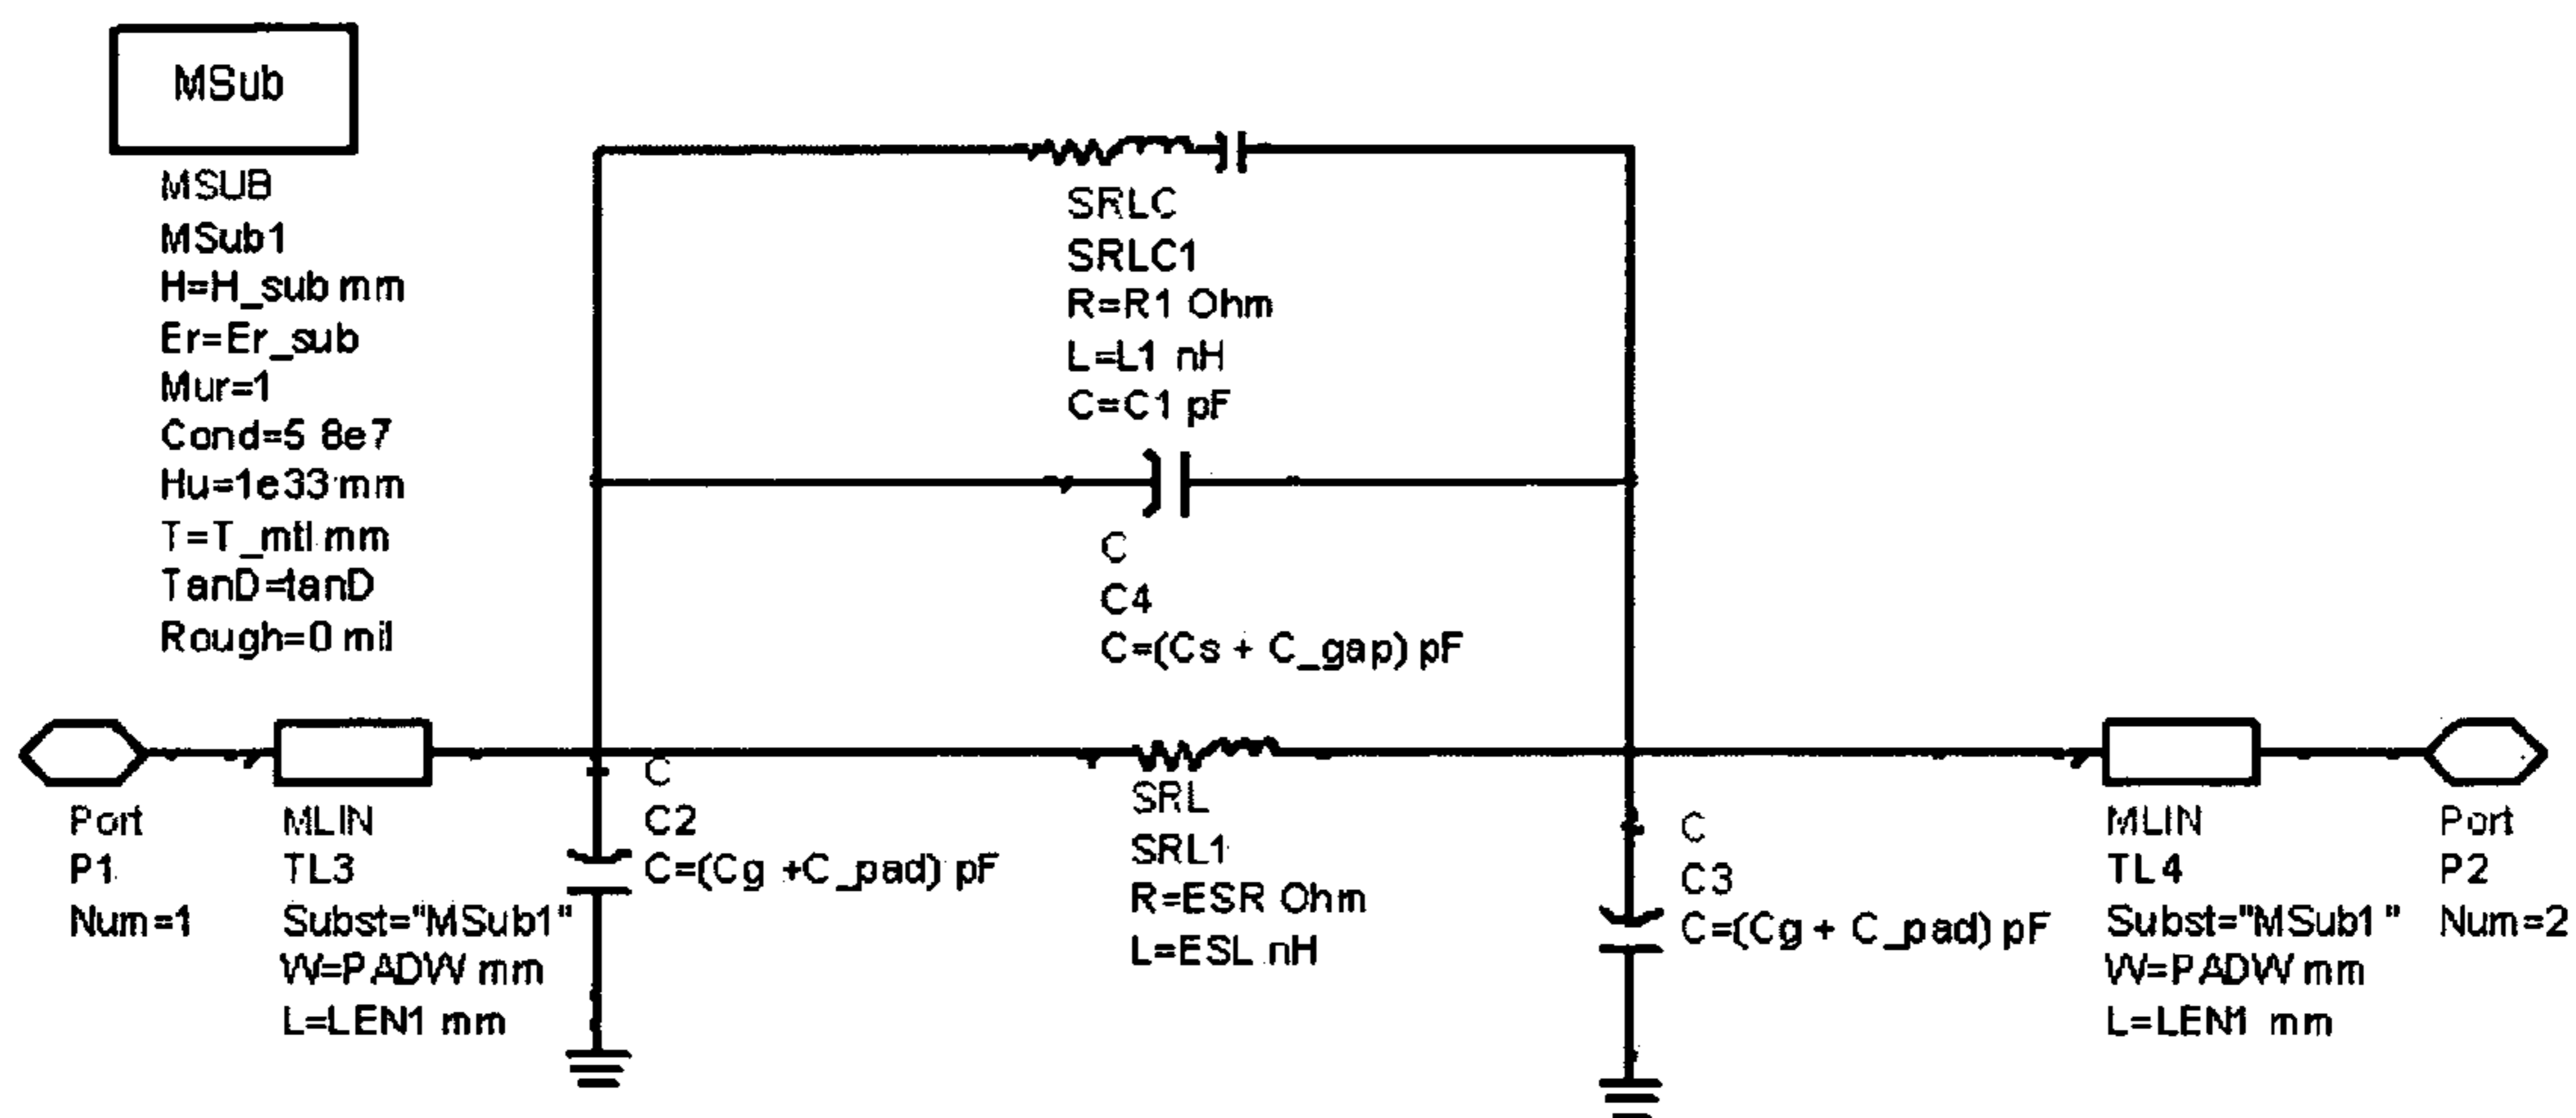 MSub
MSUB
MSub1
H=H_sub mm
Er=Er_sub
Mur=1
Cond=5 8e7
Hu=1e33 mm
T=T_mtl mm
TanD=tanD
Rough=0 mil
SRLC
SRLC1
R=R1 Ohm
L=L1 nH
C=C1 pF
C
C4
C=(Cs + C_gap) pF
Port
P1
Num=1
MLIN
TL3
Subst="MSub1"
W=PADW mm
L=LEN1 mm
C
C2
C=(Cg +C_pad) pF
SRL
SRL1
R=ESR Ohm
L=ESL nH
C
C3
C=(Cg + C_pad) pF
MLIN
TL4
Subst="MSub1"
W=PADW mm
L=LEN1 mm
Port
P2
Num=2